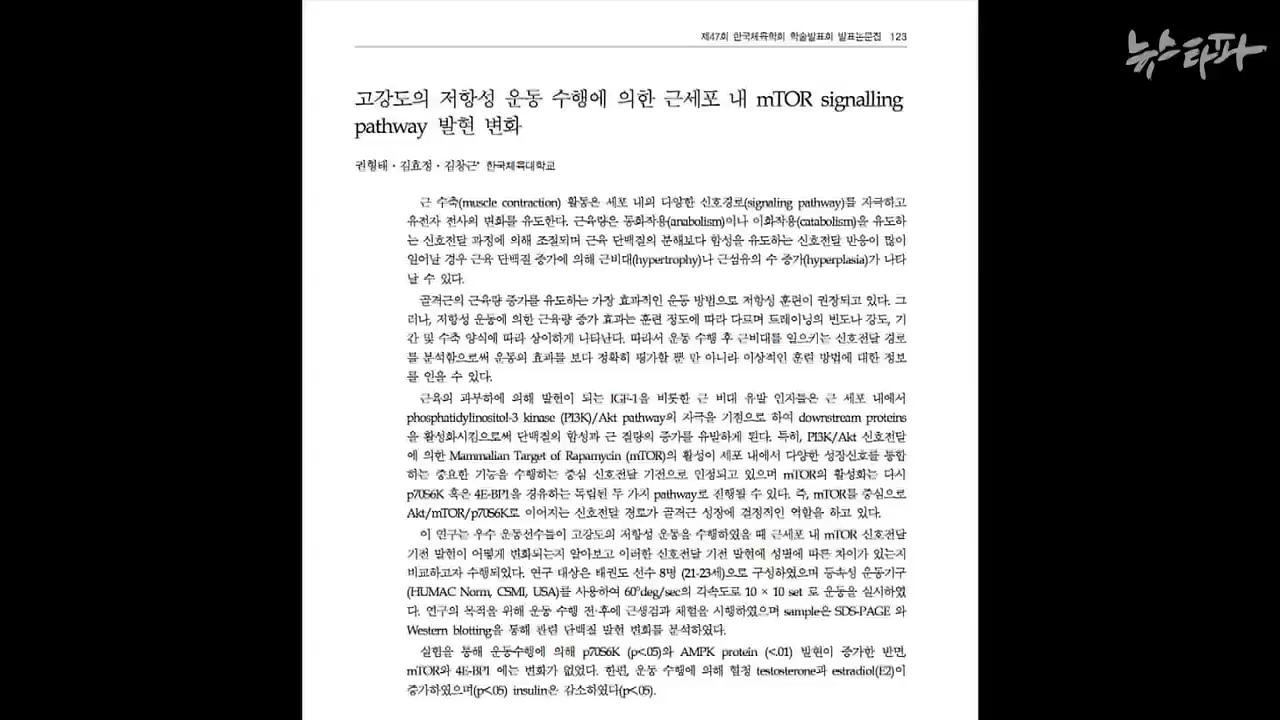 제47회 한국체육학회 학술발표회 발표논문집 123
뉴스타파
고강도의 저항성 운동 수행에 의한 근세포 내 mTOR signalling
pathway 발현 변화
권형태·김효정·김창근* 한국체육대학교
근 수축(muscle contraction) 활동은 세포 내의 다양한 신호경로(signaling pathway)를 자극하고
유전자 전사의 변화를 유도한다. 근육량은 동화작용(anabolism)이나 이화작용(catabolism)을 유도하
는 신호전달 과정에 의해 조절되며 근육 단백질의 분해보다 합성을 유도하는 신호전달 반응이 많이
일어날 경우 근육 단백질 증가에 의해 근비대(hypertrophy)나 근섬유의 수 증가(hyperplasia)가 나타
날 수 있다.
골격근의 근육량 증가를 유도하는 가장 효과적인 운동 방법으로 저항성 훈련이 권장되고 있다. 그
러나, 저항성 운동에 의한 근육량 증가 효과는 훈련 정도에 따라 다르며 트레이닝의 빈도나 강도, 기
간 및 수축 양식에 따라 상이하게 나타난다. 따라서 운동 수행 후 근비대를 일으키는 신호전달 경로
를 분석함으로써 운동의 효과를 보다 정확히 평가할 뿐 만 아니라 이상적인 훈련 방법에 대한 정보
를 얻을 수 있다.
근육의 과부하에 의해 발현이 되는 IGF-1을 비롯한 근 비대 유발 인자들은 근 세포 내에서
phosphatidylinositol-3 kinase (PI3K)/Akt pathway의 자극을 기점으로 하여 downstream proteins
을 활성화시킴으로써 단백질의 합성과 근 질량의 증가를 유발하게 된다. 특히, PI3K/Akt 신호전달
에 의한 Mammalian Target of Rapamycin (mTOR)의 활성이 세포 내에서 다양한 성장신호를 통합
하는 중요한 기능을 수행하는 중심 신호전달 기전으로 인정되고 있으며 mTOR의 활성화는 다시
p70S6K 혹은 4E-BP1을 경유하는 독립된 두 가지 pathway로 진행될 수 있다. 즉, mTOR를 중심으로
Akt/mTOR/p70S6K로 이어지는 신호전달 경로가 골격근 성장에 결정적인 역할을 하고 있다.
이 연구는 우수 운동선수들이 고강도의 저항성 운동을 수행하였을 때 근세포 내 mTOR 신호전달
기전 발현이 어떻게 변화되는지 알아보고 이러한 신호전달 기전 발현에 성별에 따른 차이가 있는지
비교하고자 수행되었다. 연구 대상은 태권도 선수 8명 (21-23세)으로 구성하였으며 등속성 운동기구
(HUMAC Norm, CSMI, USA)를 사용하여 60°deg/sec의 각속도로 10 × 10 set 로 운동을 실시하였
다. 연구의 목적을 위해 운동 수행 전·후에 근생검과 채혈을 시행하였으며 sample은 SDS-PAGE 와
Western blotting을 통해 관련 단백질 발현 변화를 분석하였다.
실험을 통해 운동수행에 의해 p70S6K (p<.05)와 AMPK protein (<.01) 발현이 증가한 반면,
mTOR와 4E-BP1 에는 변화가 없었다. 한편, 운동 수행에 의해 혈청 testosterone과 estradiol(E2)이
증가하였으며(p<.05) insulin은 감소하였다(p<.05).